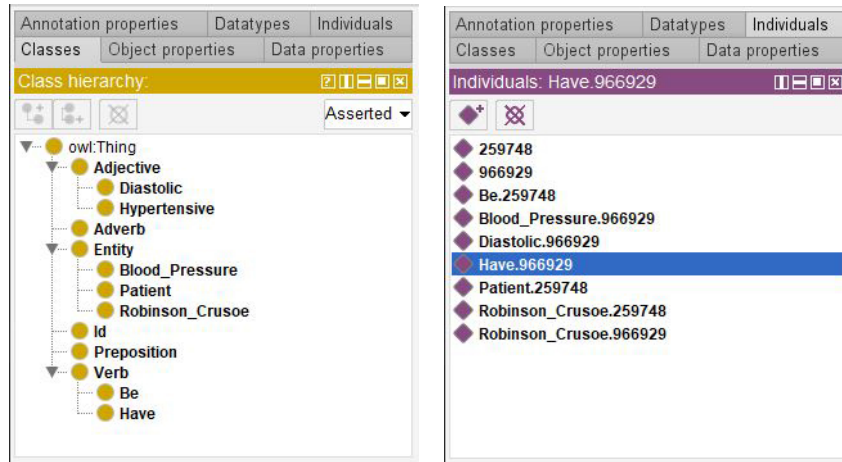 Annotation properties Datatypes Individuals
Classes Object properties Data properties
Class hierarchy:
Asserted
owl:Thing
Adjective
Diastolic
Hypertensive
Adverb
Entity
Blood_Pressure
Patient
Robinson_Crusoe
Id
Preposition
Verb
Be
Have
Annotation properties Datatypes Individuals
Classes Object properties Data properties
Individuals: Have.966929
259748
966929
Be.259748
Blood_Pressure.966929
Diastolic.966929
Have.966929
Patient.259748
Robinson_Crusoe.259748
Robinson_Crusoe.966929